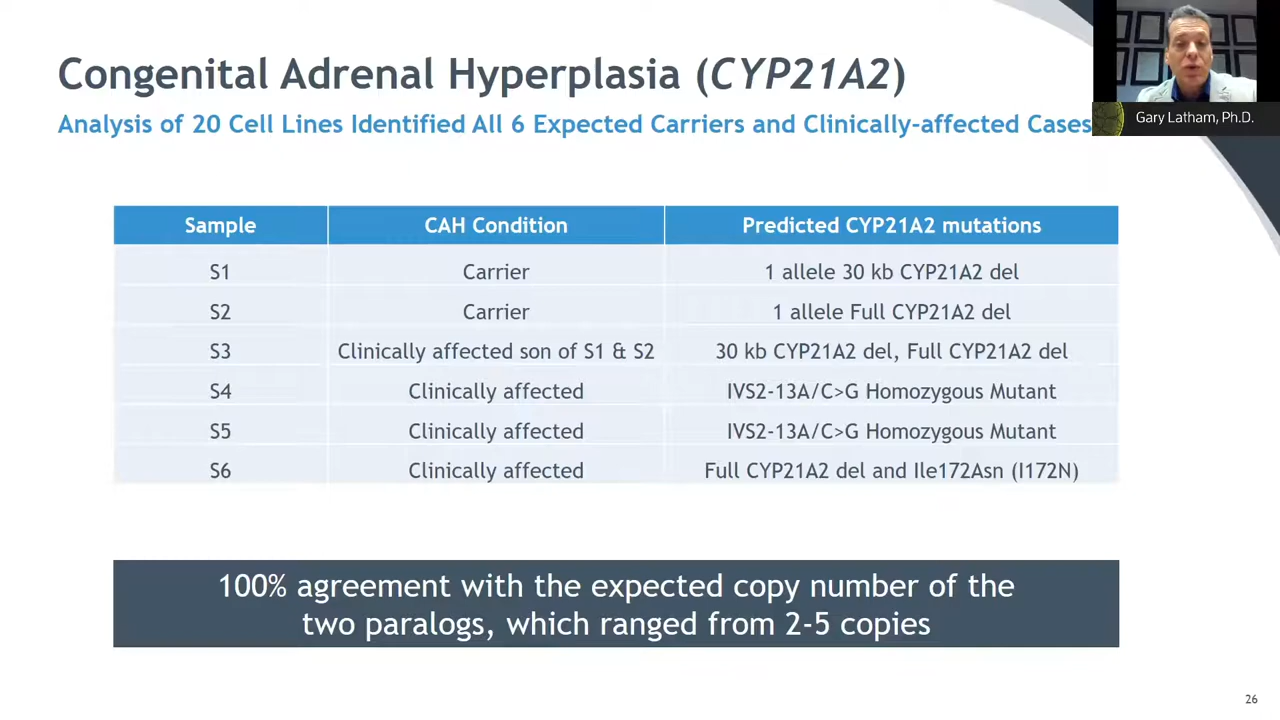 Congenital Adrenal Hyperplasia (CYP21A2)
Analysis of 20 Cell Lines Identified All 6 Expected Carriers and Clinically-affected Cases
Gary Latham, Ph.D.
Sample CAH Condition Predicted CYP21A2 mutations
S1 Carrier 1 allele 30 kb CYP21A2 del
S2 Carrier 1 allele Full CYP21A2 del
S3 Clinically affected son of S1 & S2 30 kb CYP21A2 del, Full CYP21A2 del
S4 Clinically affected IVS2-13A/C>G Homozygous Mutant
S5 Clinically affected IVS2-13A/C>G Homozygous Mutant
S6 Clinically affected Full CYP21A2 del and Ile172Asn (I172N)
100% agreement with the expected copy number of the
two paralogs, which ranged from 2-5 copies
26